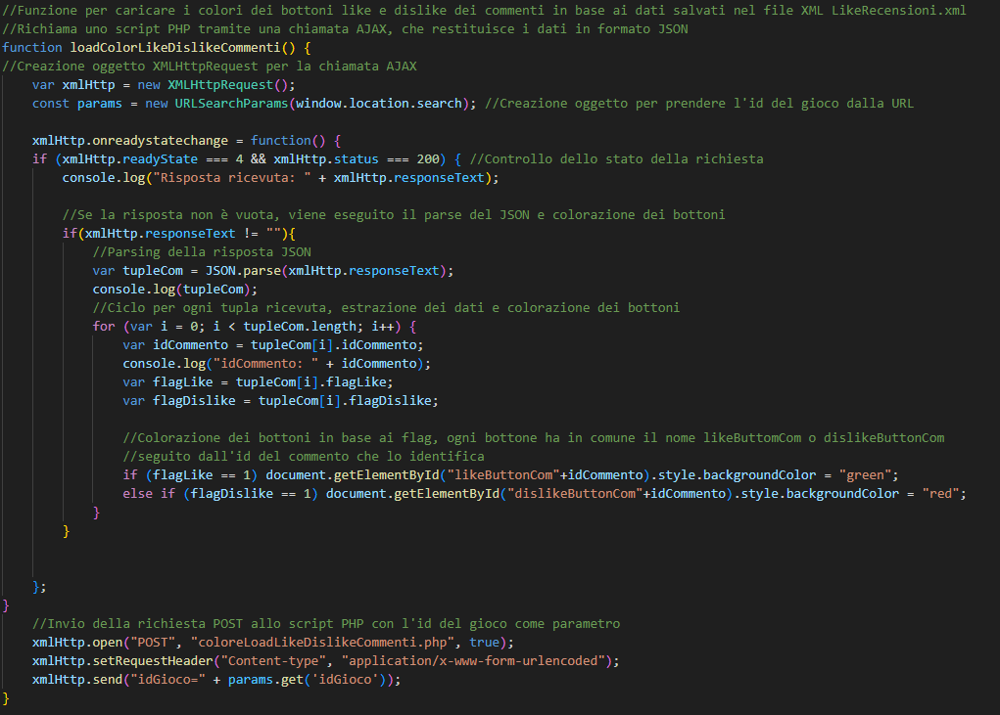 //Funzione per caricare i colori dei bottoni like e dislike dei commenti in base ai dati salvati nel file XML LikeRecensioni.xml
//Richiama uno script PHP tramite una chiamata AJAX, che restituisce i dati in formato JSON
function loadColorLikeDislikeCommenti() {
//Creazione oggetto XMLHttpRequest per la chiamata AJAX
    var xmlHttp = new XMLHttpRequest();
    const params = new URLSearchParams(window.location.search); //Creazione oggetto per prendere l'id del gioco dalla URL

    xmlHttp.onreadystatechange = function() {
    if (xmlHttp.readyState === 4 && xmlHttp.status === 200) { //Controllo dello stato della richiesta
        console.log("Risposta ricevuta: " + xmlHttp.responseText);

        //Se la risposta non è vuota, viene eseguito il parse del JSON e colorazione dei bottoni
        if(xmlHttp.responseText != ""){
            //Parsing della risposta JSON
            var tupleCom = JSON.parse(xmlHttp.responseText);
            console.log(tupleCom);
            //Ciclo per ogni tupla ricevuta, estrazione dei dati e colorazione dei bottoni
            for (var i = 0; i < tupleCom.length; i++) {
                var idCommento = tupleCom[i].idCommento;
                console.log("idCommento: " + idCommento);
                var flagLike = tupleCom[i].flagLike;
                var flagDislike = tupleCom[i].flagDislike;

                //Colorazione dei bottoni in base ai flag, ogni bottone ha in comune il nome likeButtomCom o dislikeButtonCom
                //seguito dall'id del commento che lo identifica
                if (flagLike == 1) document.getElementById("likeButtonCom"+idCommento).style.backgroundColor = "green";
                else if (flagDislike == 1) document.getElementById("dislikeButtonCom"+idCommento).style.backgroundColor = "red";
            }
        }


    };
}
    //Invio della richiesta POST allo script PHP con l'id del gioco come parametro
    xmlHttp.open("POST", "coloreLoadLikeDislikeCommenti.php", true);
    xmlHttp.setRequestHeader("Content-type", "application/x-www-form-urlencoded");
    xmlHttp.send("idGioco=" + params.get('idGioco'));
}